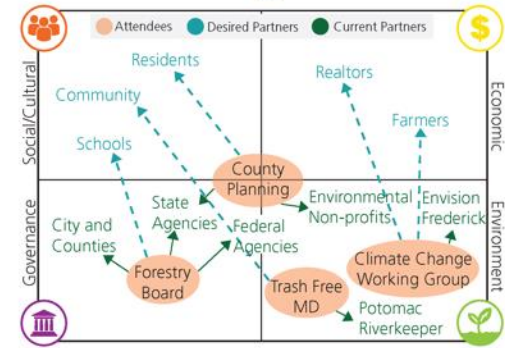 Attendees Desired Partners Current Partners
Social/Cultural
Economic
Governance
Environment
Residents
Realtors
Community
Farmers
Schools
County
Planning
State
Agencies
City and
Counties
Federal
Agencies
Environmental
Non-profits
Envision
Frederick
Forestry
Board
Trash Free
MD
Climate Change
Working Group
Potomac
Riverkeeper
$